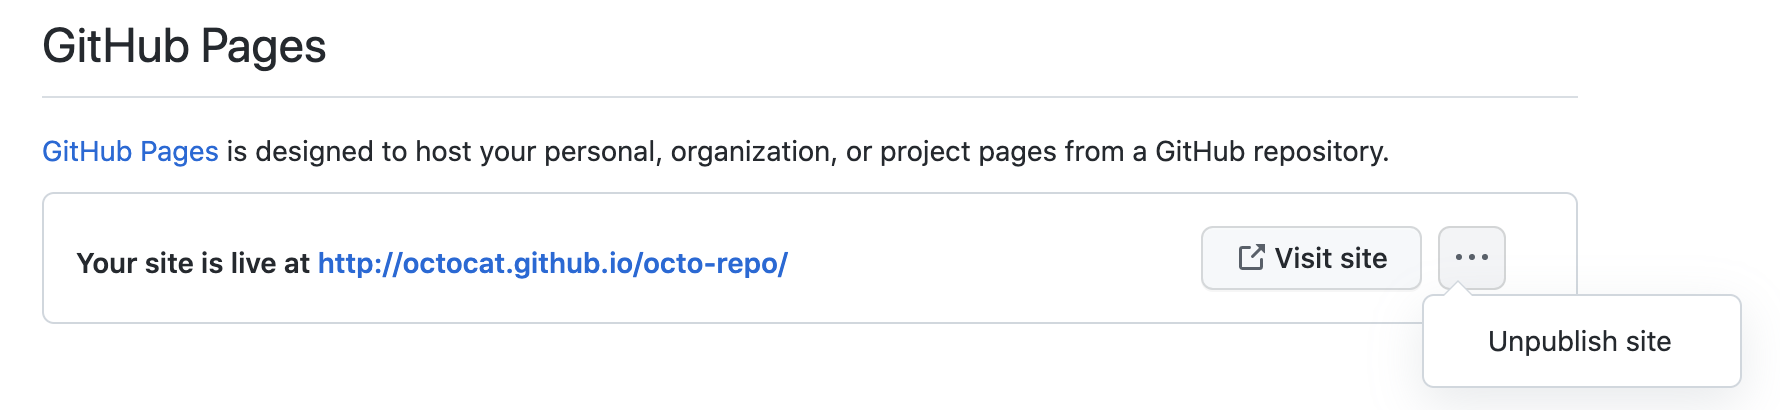 GitHub Pages
GitHub Pages is designed to host your personal, organization, or project pages from a GitHub repository.
Your site is live at http://octocat.github.io/octo-repo/
Visit site
Unpublish site